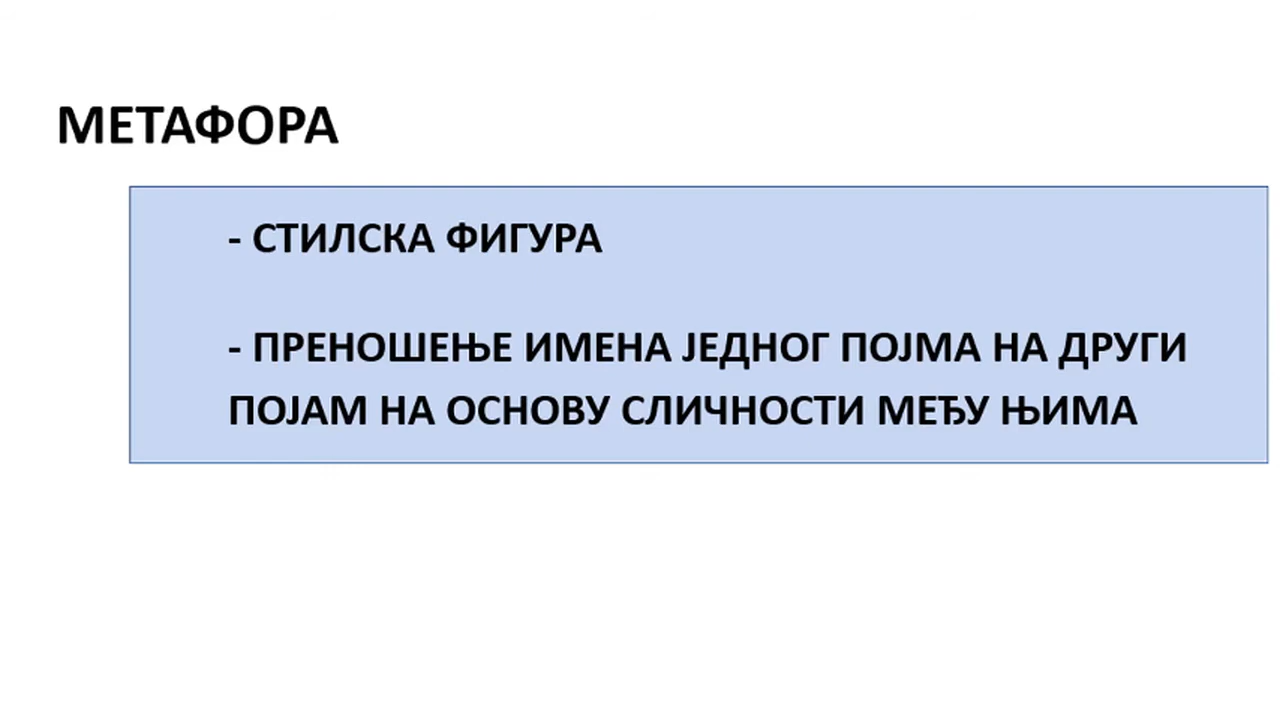 МЕТАФОРА
- СТИЛСКА ФИГУРА
- ПРЕНОШЕЊЕ ИМЕНА ЈЕДНОГ ПОЈМА НА ДРУГИ
ПОЈАМ НА ОСНОВУ СЛИЧНОСТИ МЕЂУ ЊИМА